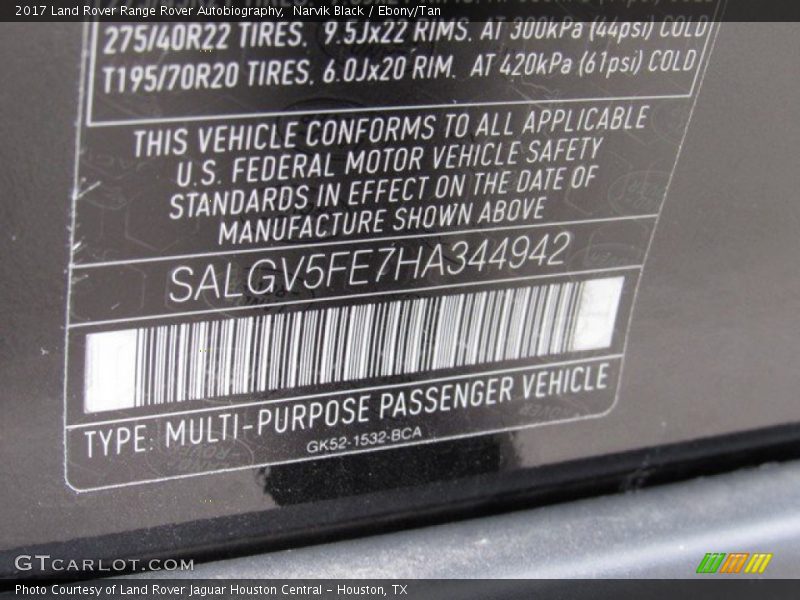 2017 Land Rover Range Rover Autobiography,  Narvik Black / Ebony/Tan
275/40R22 TIRES. 9.5Jx22 RIMS. AT 300kPa (44psi) COLD
T195/70R20 TIRES, 6.0Jx20 RIM. AT 420kPa (61psi) COLD
THIS VEHICLE CONFORMS TO ALL APPLICABLE
U.S. FEDERAL MOTOR VEHICLE SAFETY
STANDARDS IN EFFECT ON THE DATE OF
MANUFACTURE SHOWN ABOVE
SALGV5FE7HA344942
TYPE: MULTI-PURPOSE PASSENGER VEHICLE
GK52-1532-BCA
GTCARLOT.COM
Photo Courtesy of Land Rover Jaguar Houston Central – Houston, TX